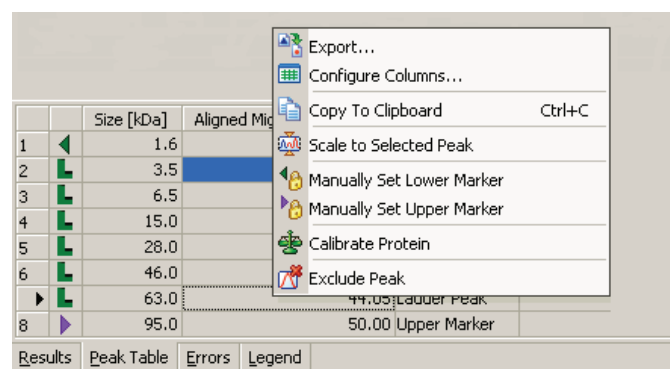 Export...
Configure Columns...
Size [kDa] Aligned Mig
Copy To Clipboard Ctrl+C
1 1.6
Scale to Selected Peak
2 3.5
Manually Set Lower Marker
3 6.5
Manually Set Upper Marker
4 15.0
5 28.0
Calibrate Protein
6 46.0
Exclude Peak
63.0 44.05 Ladder Peak
8 95.0 50.00 Upper Marker
Results Peak Table Errors Legend